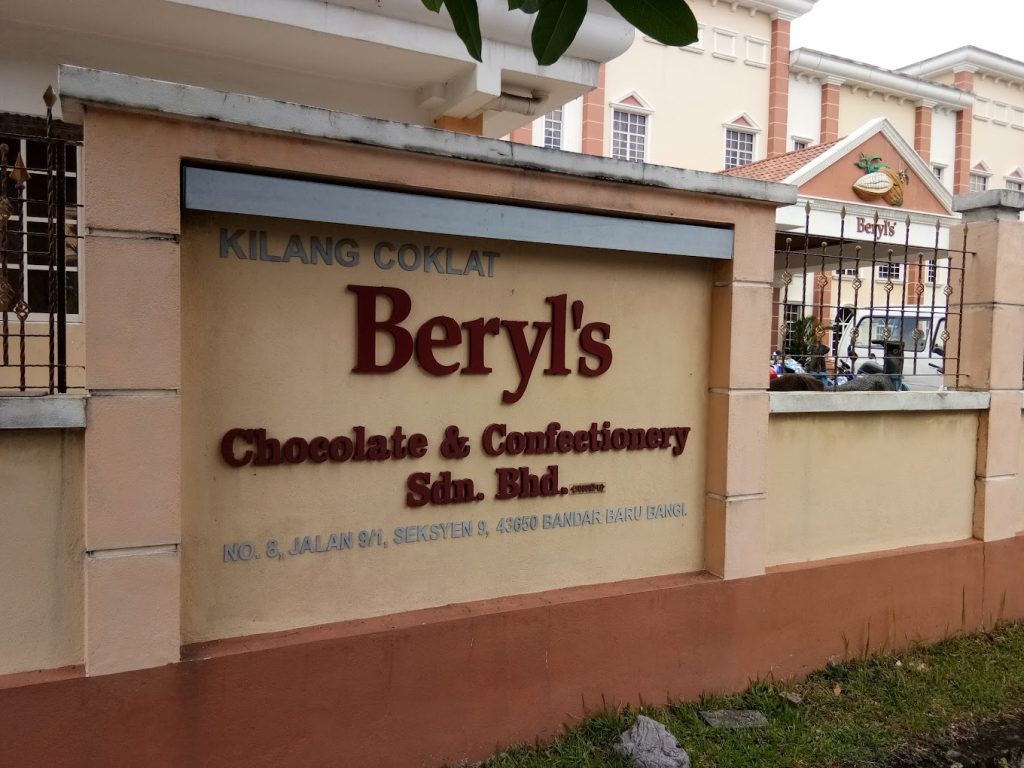 KILANG COKLAT
Beryl's
Chocolate & Confectionery
Sdn. Bhd.
NO. 8, JALAN 9/1, SEKSYEN 9, 43650 BANDAR BARU BANGI.
Beryl's